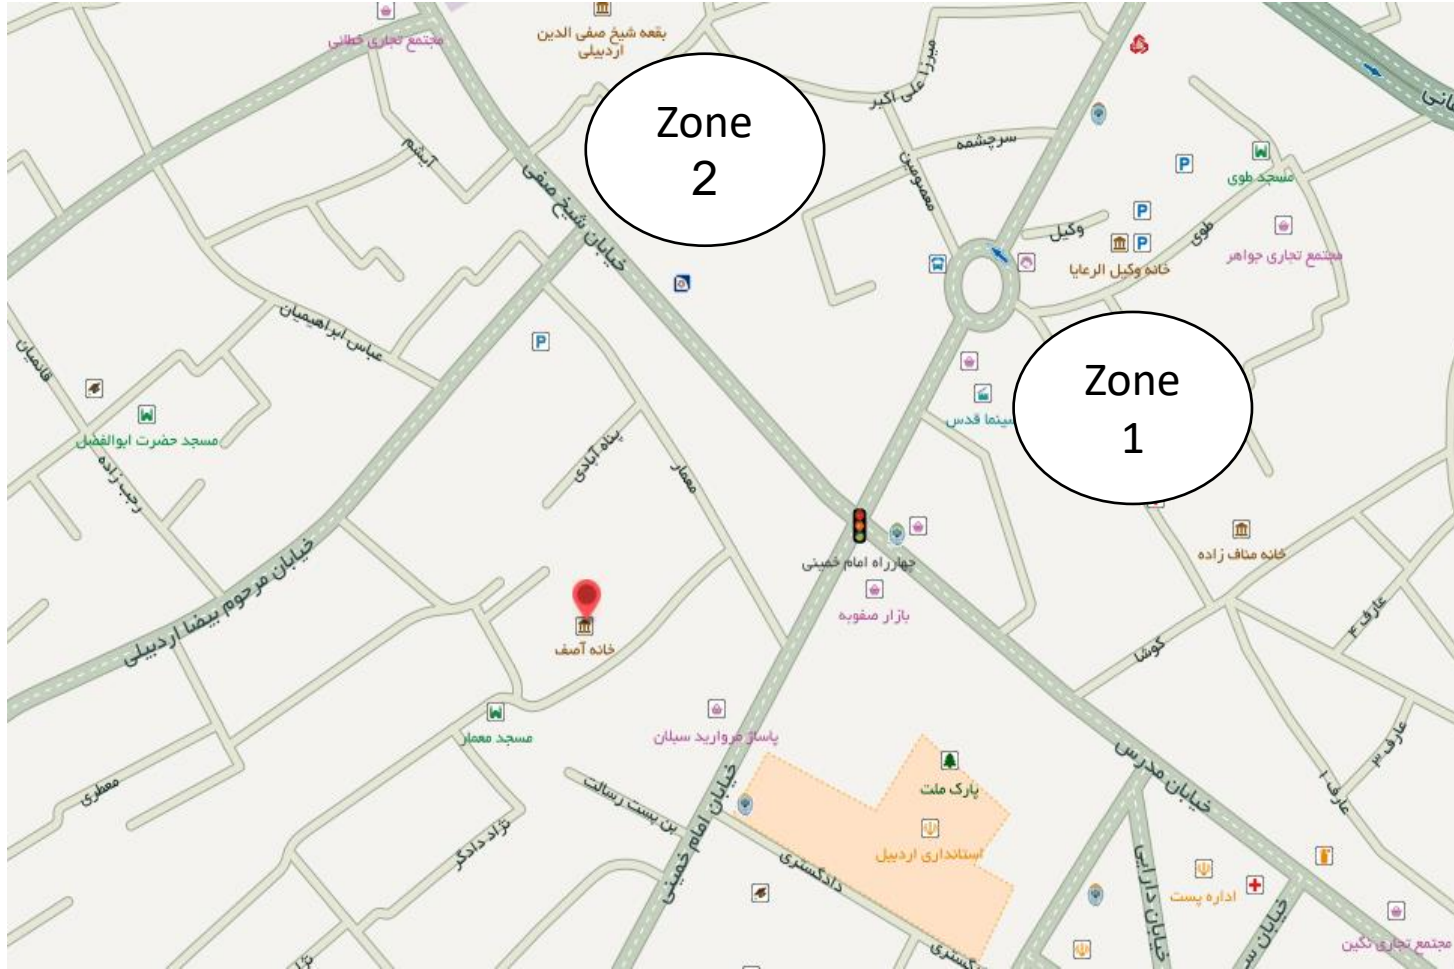 مجتمع تجاری خطائی
بقعه شیخ صفی الدین
اردبیلی
میرزا علی اکبر
سرچشمه
معصومین
آبشم
خیابان شیخ صفی
Zone
2
مسجد طوی
وکیل
طوی
خانه وکیل الرعایا
مجتمع تجاری جواهر
عباس ابراهیمیان
قائمیان
Zone
1
سینما قدس
مسجد حضرت ابوالفضل
رجب زاده
پناه آبادی
معمار
چهارراه امام خمینی
بازار صفویه
خانه مناف زاده
خیابان مرحوم بیضا اردبیلی
خانه آصف
عارف ۴
کوشا
مسجد معمار
پاساژ مروارید سبلان
عارف ۳
عارف ۱
معطری
بن بست رسالت
خیابان امام خمینی
پارک ملت
خیابان مدرس
نژاد دادگر
استانداری اردبیل
دادگستری
خیابان دارایی
اداره پست
مجتمع تجاری نگین